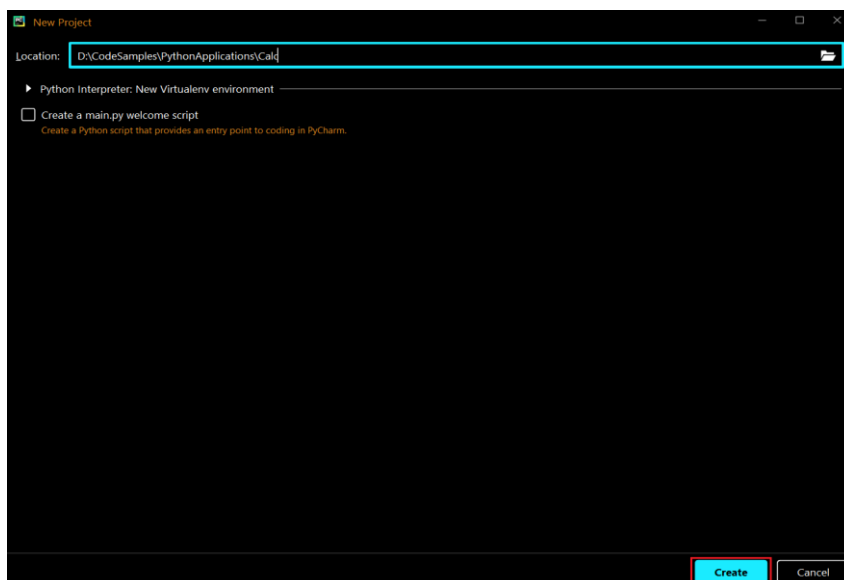 New Project
Location: D:\CodeSamples\PythonApplications\Calc
Python Interpreter: New Virtualenv environment
Create a main.py welcome script
Create a Python script that provides an entry point to coding in PyCharm.
Create Cancel